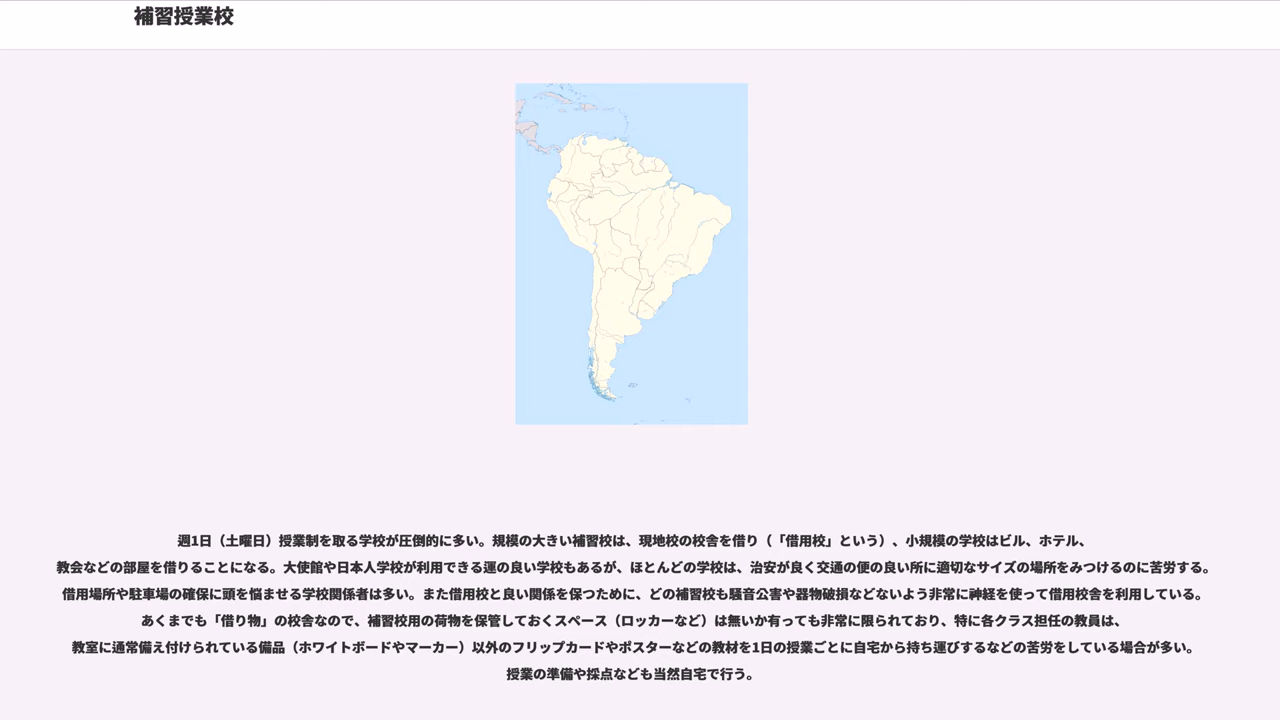 補習授業校
週1日（土曜日）授業制を取る学校が圧倒的に多い。規模の大きい補習校は、現地校の校舎を借り（「借用校」という）、小規模の学校はビル、ホテル、
教会などの部屋を借りることになる。大使館や日本人学校が利用できる運の良い学校もあるが、ほとんどの学校は、治安が良く交通の便の良い所に適切なサイズの場所をみつけるのに苦労する。
借用場所や駐車場の確保に頭を悩ませる学校関係者は多い。また借用校と良い関係を保つために、どの補習校も騒音公害や器物破損などないよう非常に神経を使って借用校舎を利用している。
あくまでも「借り物」の校舎なので、補習校用の荷物を保管しておくスペース（ロッカーなど）は無いか有っても非常に限られており、特に各クラス担任の教員は、
教室に通常備え付けられている備品（ホワイトボードやマーカー）以外のフリップカードやポスターなどの教材を1日の授業ごとに自宅から持ち運びするなどの苦労をしている場合が多い。
授業の準備や採点なども当然自宅で行う。